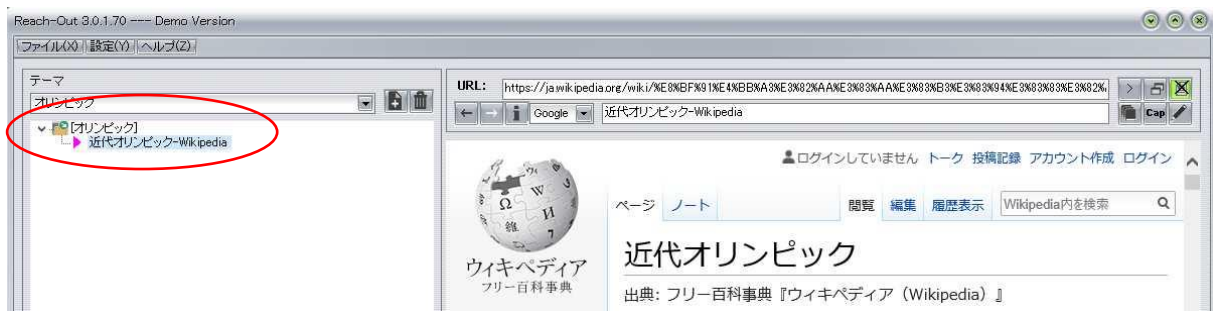 Reach-Out 3.0.1.70 --- Demo Version
ファイル(X) 設定(Y) ヘルプ(Z)
テーマ
オリンピック
[オリンピック]
近代オリンピック-Wikipedia
URL: https://ja.wikipedia.org/wiki/%E8%BF%91%E4%BB%A3%E3%82%AA%E3%83%AA%E3%83%B3%E3%83%94%E3%83%83%E3%82%
Google 近代オリンピック-Wikipedia Cap
ログインしていません トーク 投稿記録 アカウント作成 ログイン
ページ ノート 閲覧 編集 履歴表示 Wikipedia内を検索
Ω W И 維 7
ウィキペディア
フリー百科事典
近代オリンピック
出典: フリー百科事典『ウィキペディア（Wikipedia）』